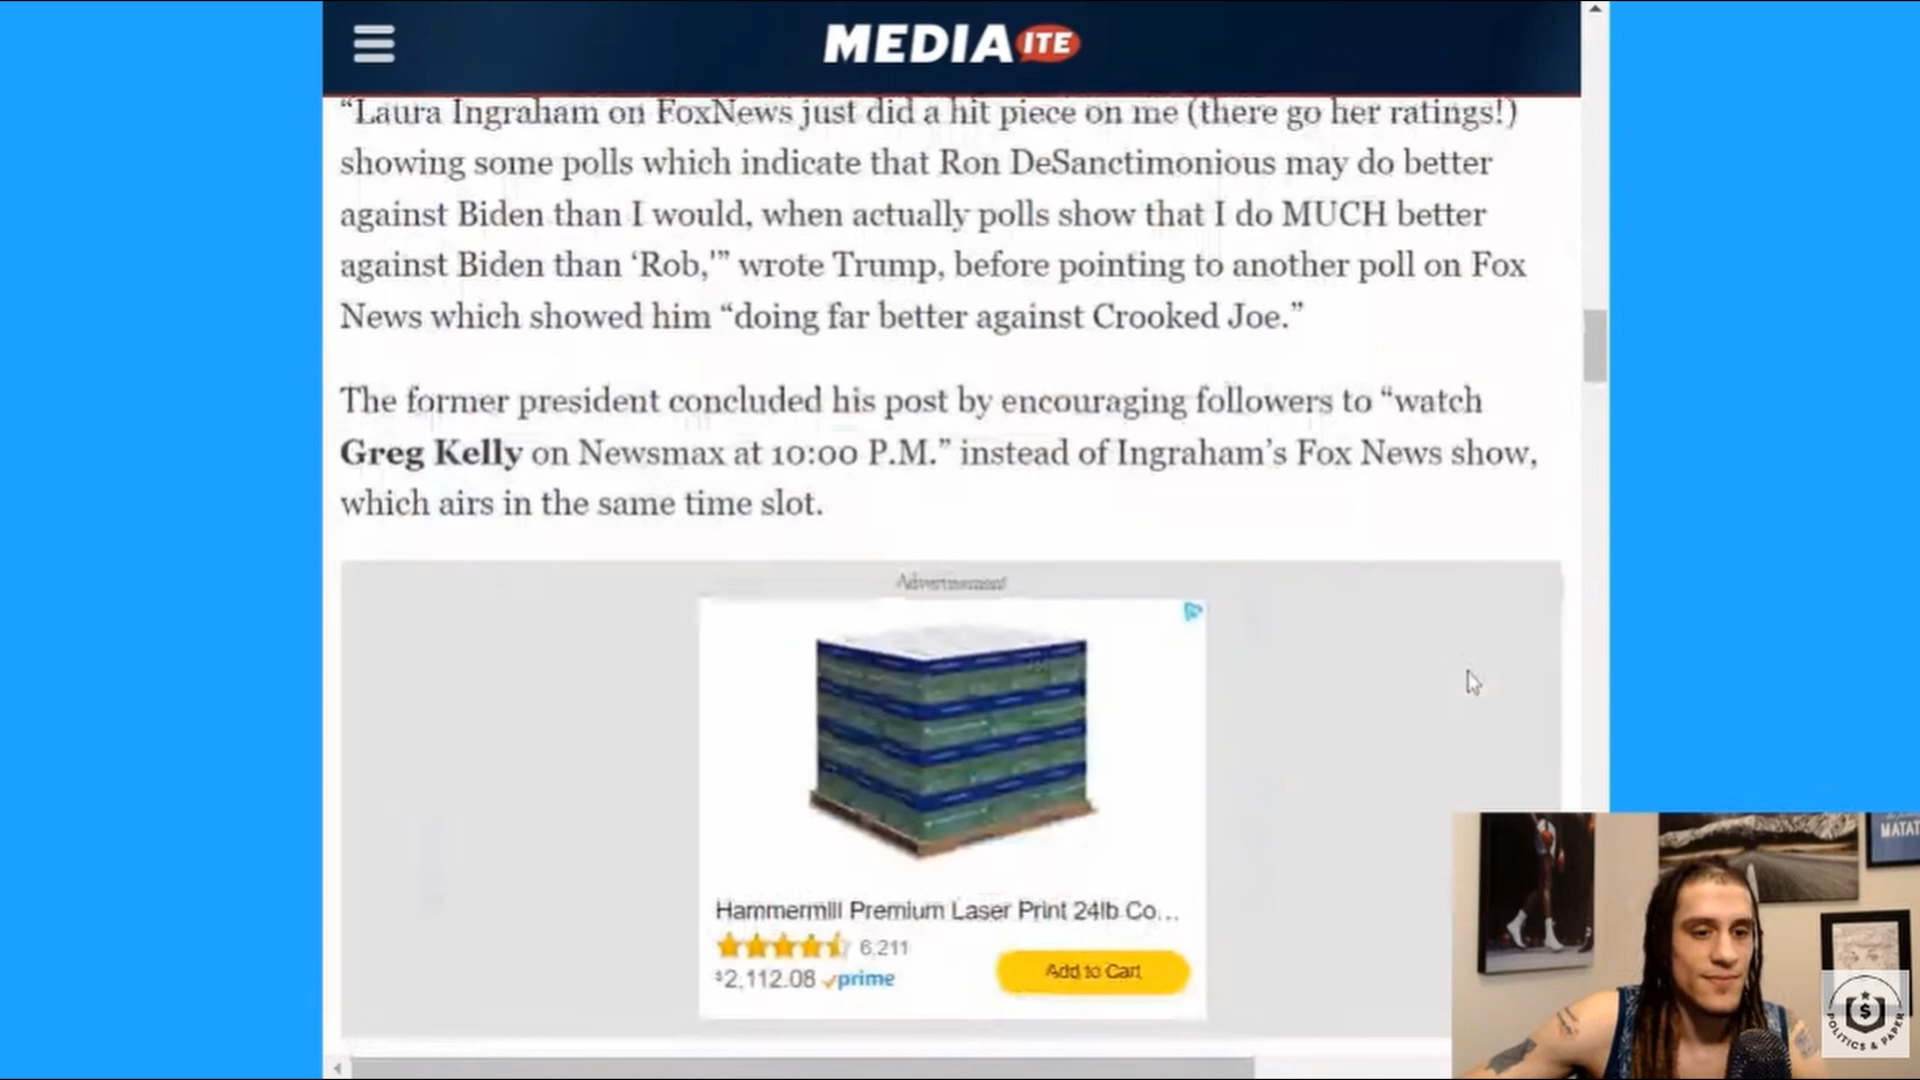 MEDIAITE
“Laura Ingraham on FoxNews just did a hit piece on me (there go her ratings!)
showing some polls which indicate that Ron DeSanctimonious may do better
against Biden than I would, when actually polls show that I do MUCH better
against Biden than ‘Rob,'” wrote Trump, before pointing to another poll on Fox
News which showed him “doing far better against Crooked Joe.”
The former president concluded his post by encouraging followers to “watch
Greg Kelly on Newsmax at 10:00 P.M.” instead of Ingraham’s Fox News show,
which airs in the same time slot.
Advertisement
Hammermill Premium Laser Print 24lb Co...
6,211
$2,112.08 prime
Add to Cart
MATAT
$
POLITICS & PAPER